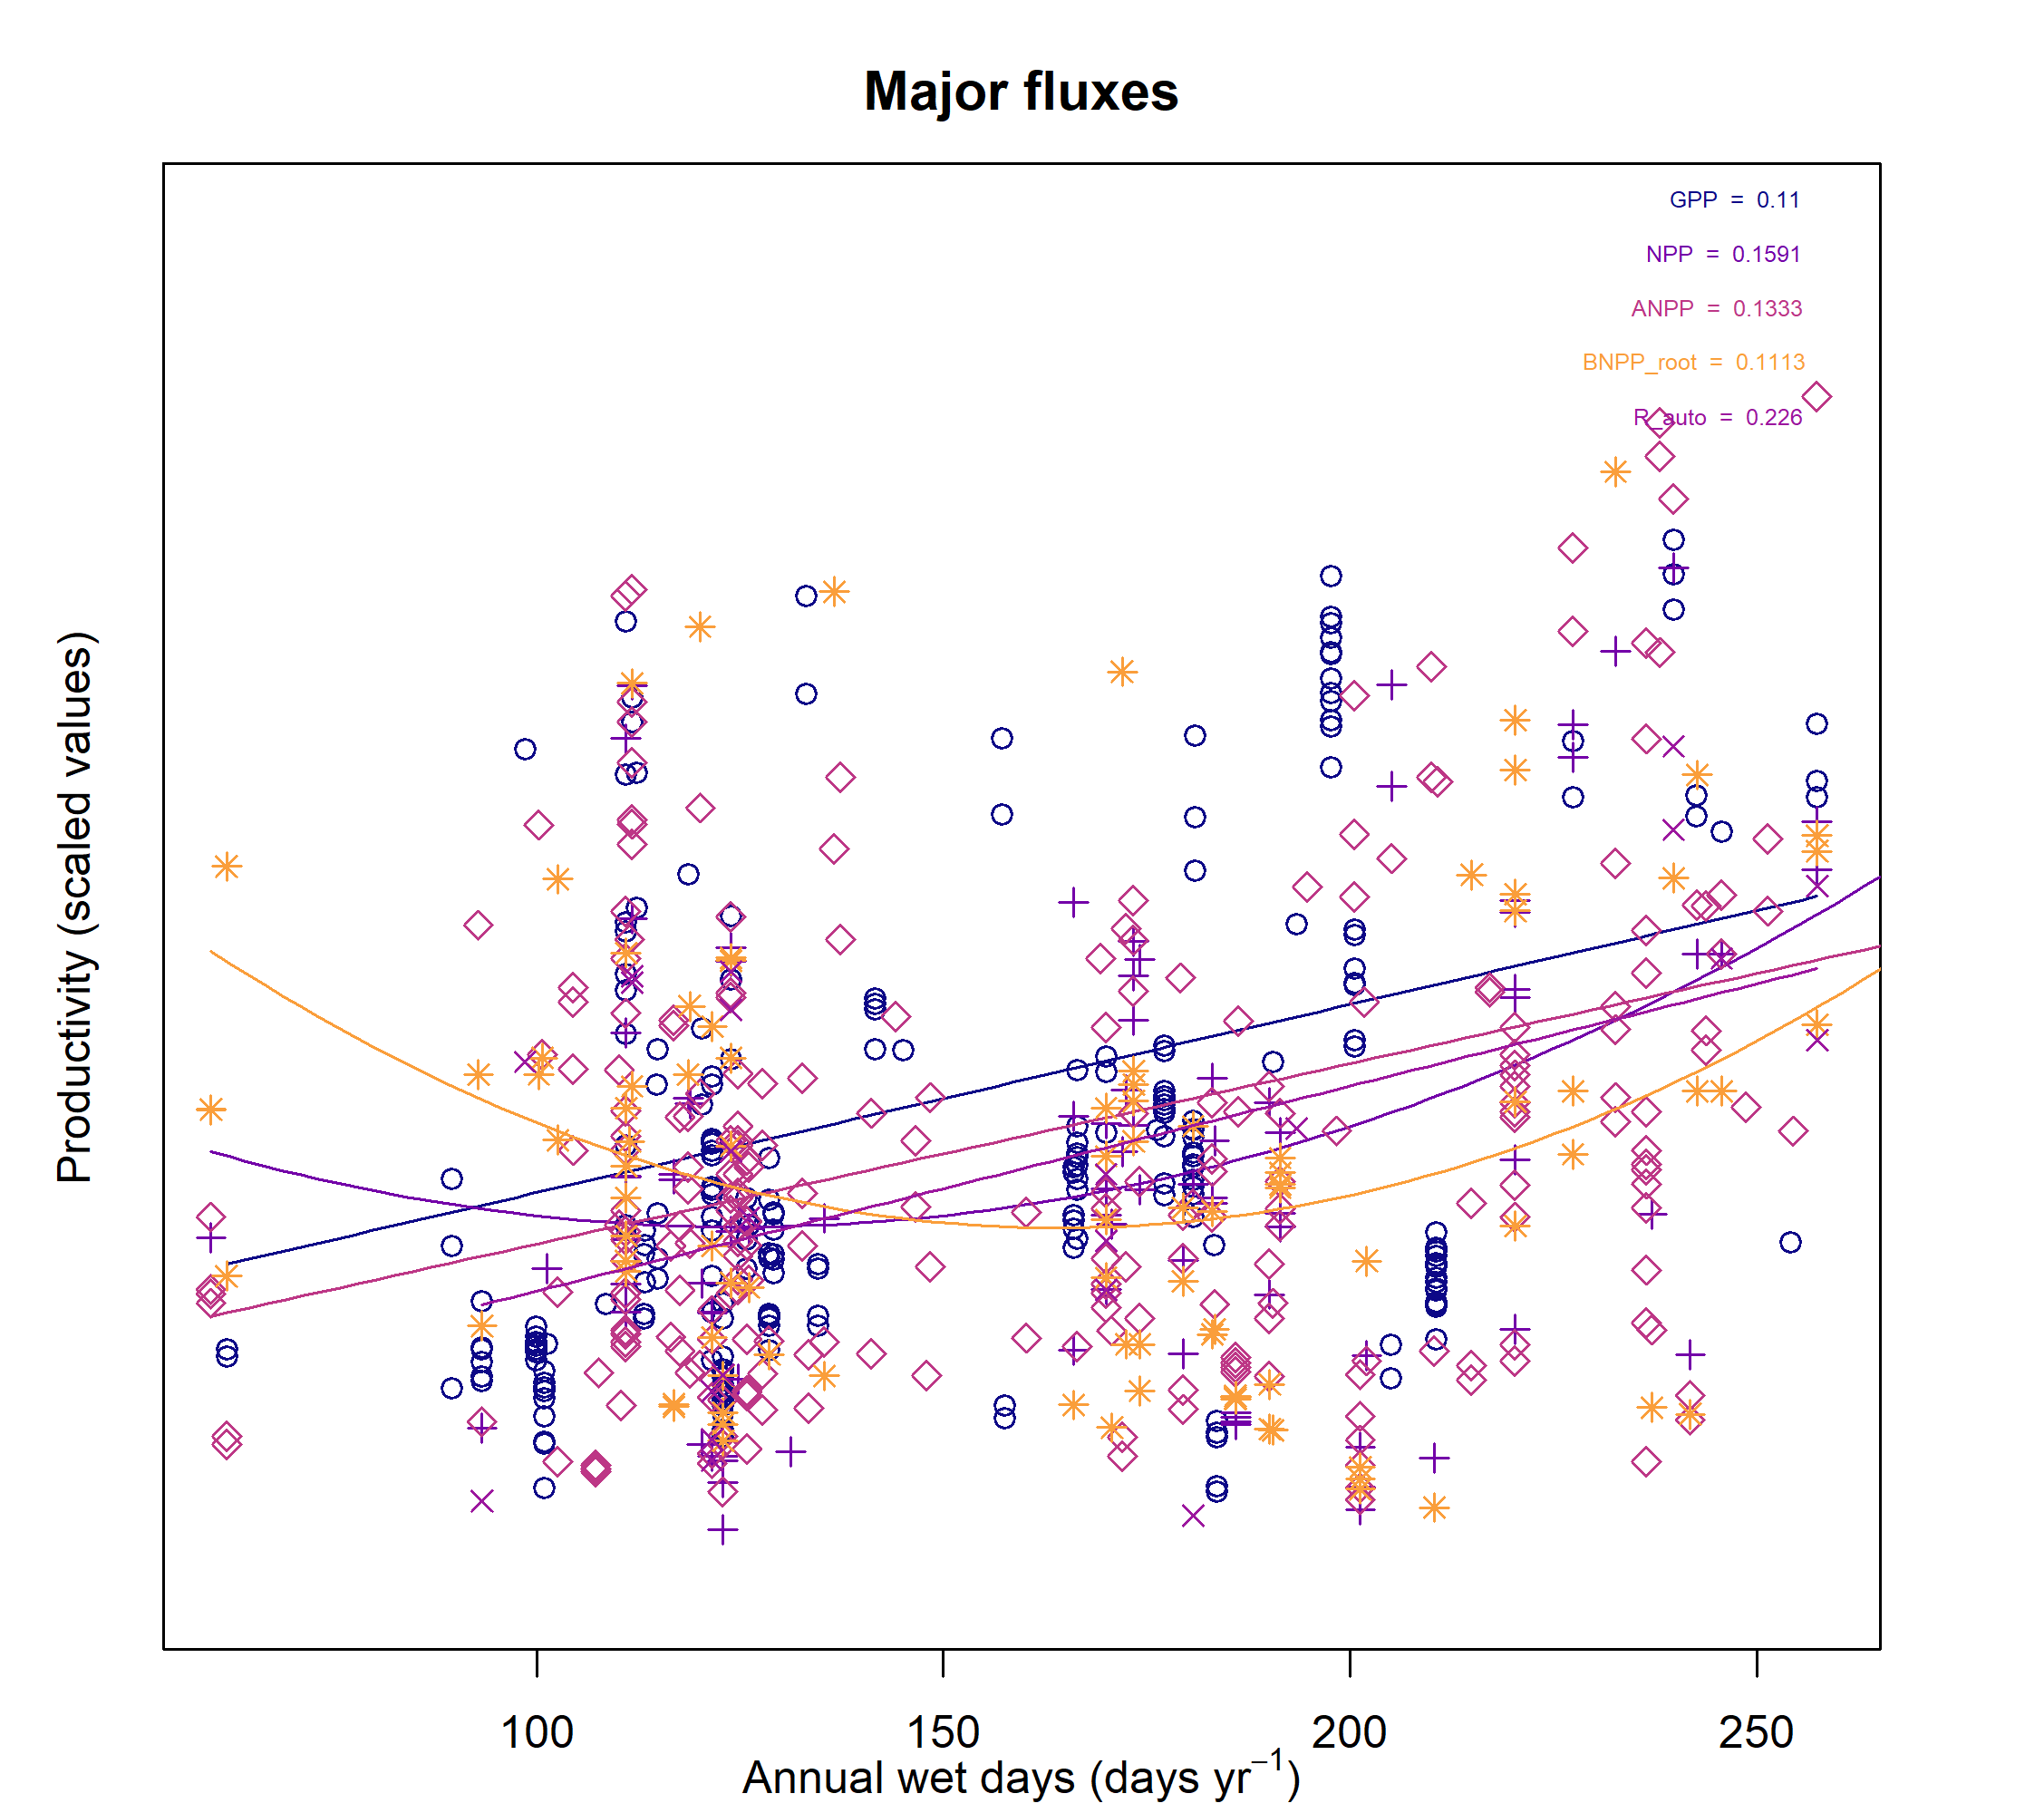 Major fluxes
GPP = 0.11
NPP = 0.1591
ANPP = 0.1333
BNPP_root = 0.1113
R_auto = 0.226
Productivity (scaled values)
100 150 200 250
Annual wet days (days yr⁻¹)